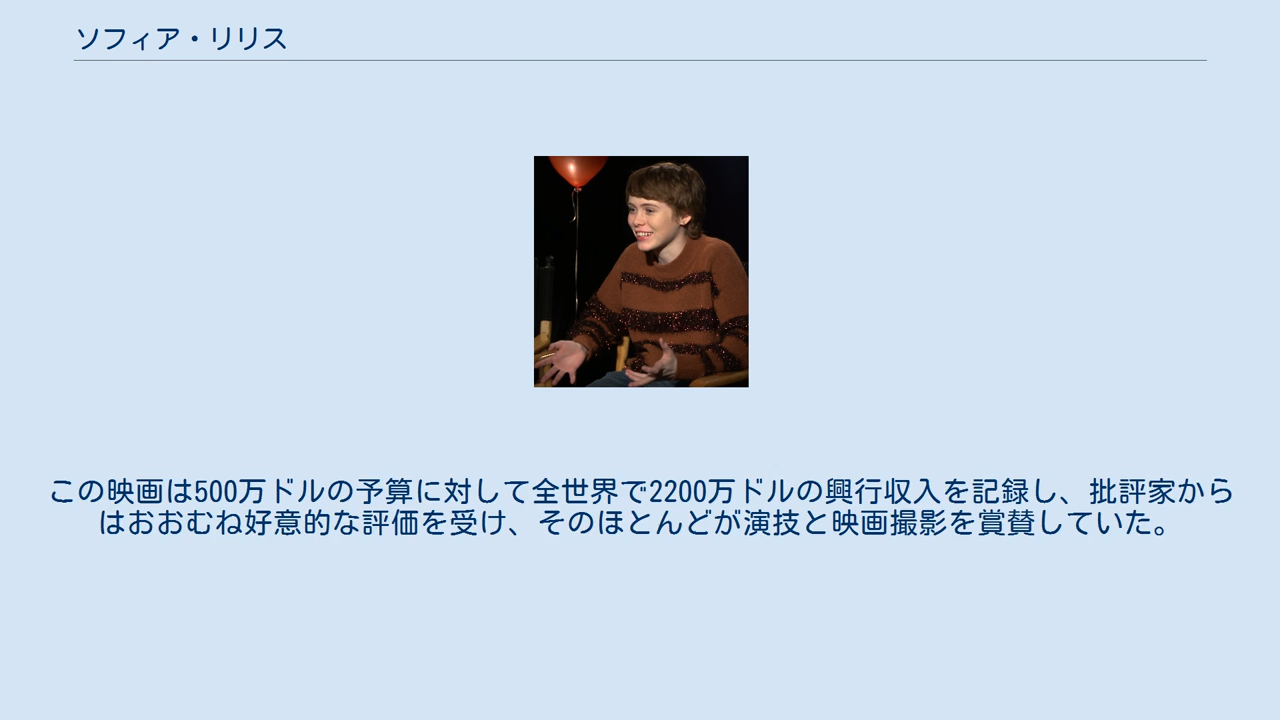 ソフィア・リリス
この映画は500万ドルの予算に対して全世界で2200万ドルの興行収入を記録し、批評家から
はおおむね好意的な評価を受け、そのほとんどが演技と映画撮影を賞賛していた。